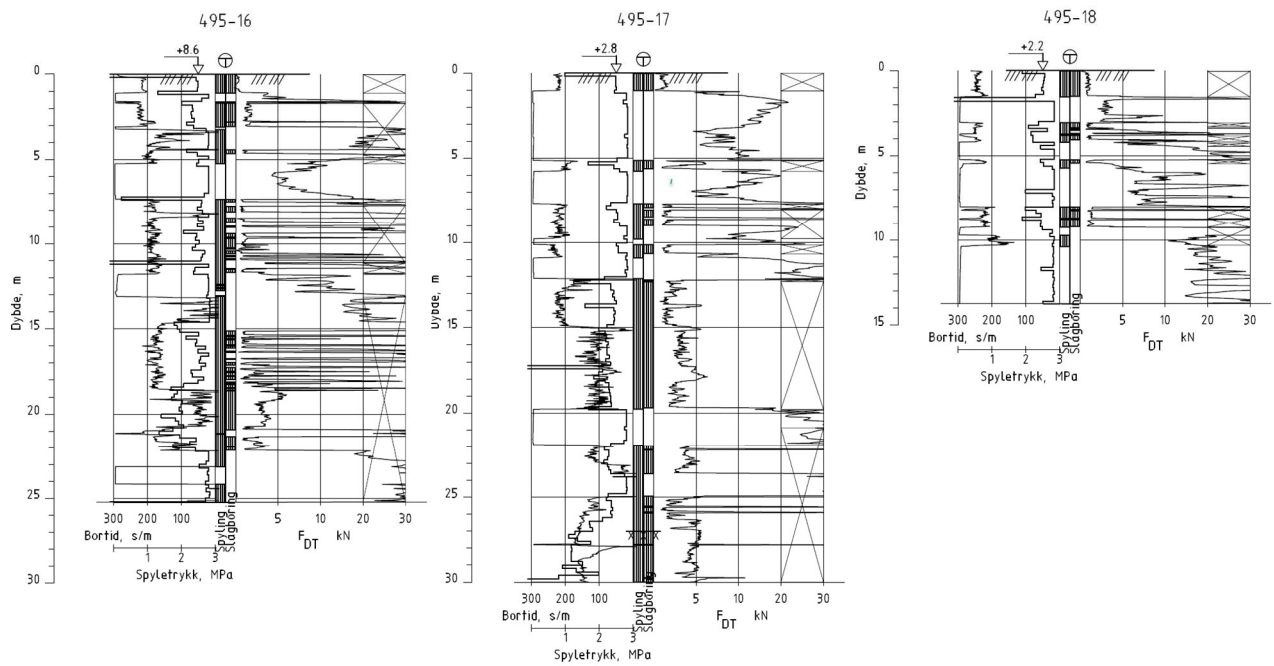 495-16
+8.6
T
0
5
10
15
20
25
30
Dybde, m
300 200 100
5 10 20 30
Bortid, s/m
Spyling
Slagboring
F DT kN
1 2 3
Spyletrykk, MPa
495-17
+2.8
T
0
5
10
15
20
25
30
Dybde, m
300 200 100
5 10 20 30
Bortid, s/m
Spyling
Slagboring
F DT kN
1 2 3
Spyletrykk, MPa
495-18
+2.2
T
0
5
10
15
Dybde, m
300 200 100
5 10 20 30
Bortid, s/m
Spyling
Slagboring
F DT kN
1 2 3
Spyletrykk, MPa